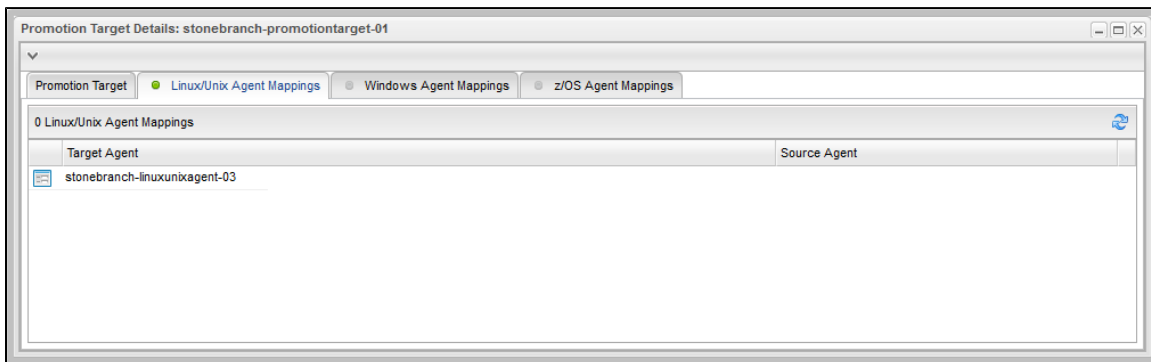 Promotion Target Details: stonebranch-promotiontarget-01
Promotion Target Linux/Unix Agent Mappings Windows Agent Mappings z/OS Agent Mappings
0 Linux/Unix Agent Mappings
Target Agent Source Agent
stonebranch-linuxunixagent-03